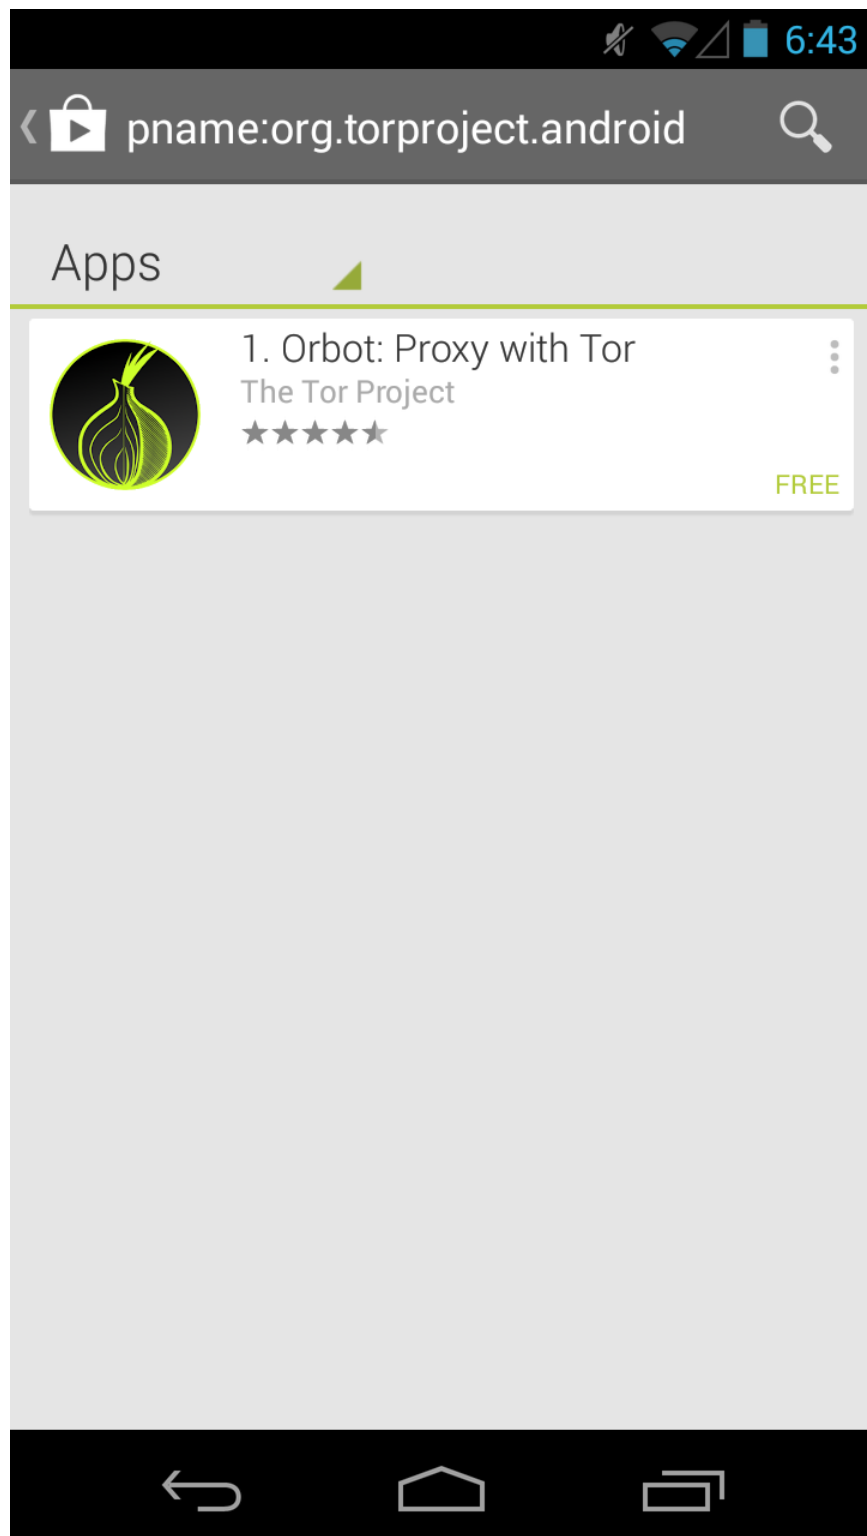 6:43
pname:org.torproject.android
Apps
1. Orbot: Proxy with Tor
The Tor Project
FREE